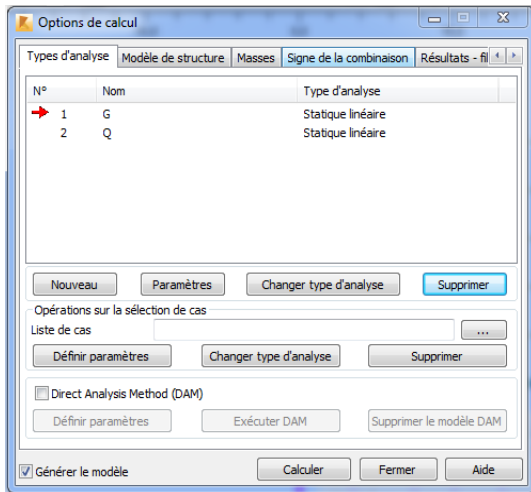 Options de calcul
Types d'analyse Modèle de structure Masses Signe de la combinaison Résultats - fil
N° Nom Type d'analyse
1 G Statique linéaire
2 Q Statique linéaire
Nouveau Paramètres Changer type d'analyse Supprimer
Opérations sur la sélection de cas
Liste de cas ...
Définir paramètres Changer type d'analyse Supprimer
Direct Analysis Method (DAM)
Définir paramètres Exécuter DAM Supprimer le modèle DAM
Générer le modèle Calculer Fermer Aide